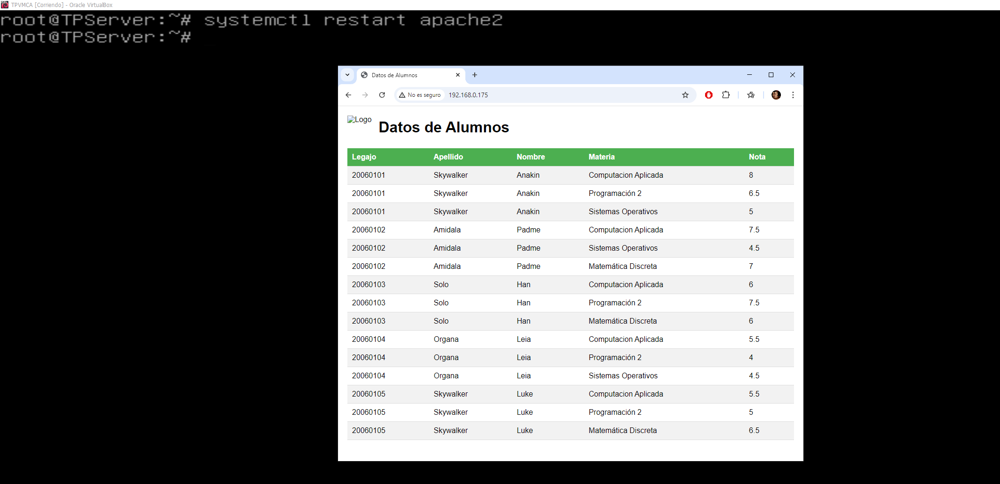 TPVMCA [Corriendo] - Oracle VirtualBox
root@TPServer:~# systemctl restart apache2
root@TPServer:~#
Datos de Alumnos
No es seguro 192.168.0.175
Logo
Datos de Alumnos
Legajo Apellido Nombre Materia Nota
20060101 Skywalker Anakin Computacion Aplicada 8
20060101 Skywalker Anakin Programación 2 6.5
20060101 Skywalker Anakin Sistemas Operativos 5
20060102 Amidala Padme Computacion Aplicada 7.5
20060102 Amidala Padme Sistemas Operativos 4.5
20060102 Amidala Padme Matemática Discreta 7
20060103 Solo Han Computacion Aplicada 6
20060103 Solo Han Programación 2 7.5
20060103 Solo Han Matemática Discreta 6
20060104 Organa Leia Computacion Aplicada 5.5
20060104 Organa Leia Programación 2 4
20060104 Organa Leia Sistemas Operativos 4.5
20060105 Skywalker Luke Computacion Aplicada 5.5
20060105 Skywalker Luke Programación 2 5
20060105 Skywalker Luke Matemática Discreta 6.5